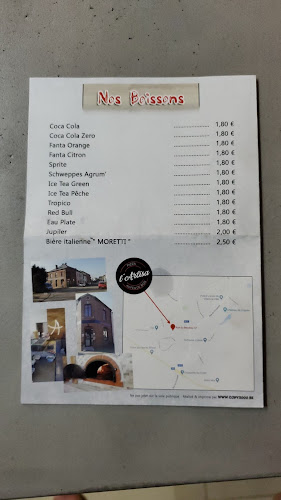 Nos Boissons
Coca Cola ........................ 1,80 €
Coca Cola Zero ........................ 1,80 €
Fanta Orange ........................ 1,80 €
Fanta Citron ........................ 1,80 €
Sprite ........................ 1,80 €
Schweppes Agrum' ........................ 1,80 €
Ice Tea Green ........................ 1,80 €
Ice Tea Pêche ........................ 1,80 €
Tropico ........................ 1,80 €
Red Bull ........................ 1,80 €
Eau Plate ........................ 1,80 €
Jupiler ........................ 2,00 €
Bière italienne " MORETTI " ........................ 2,50 €
l'Artisa